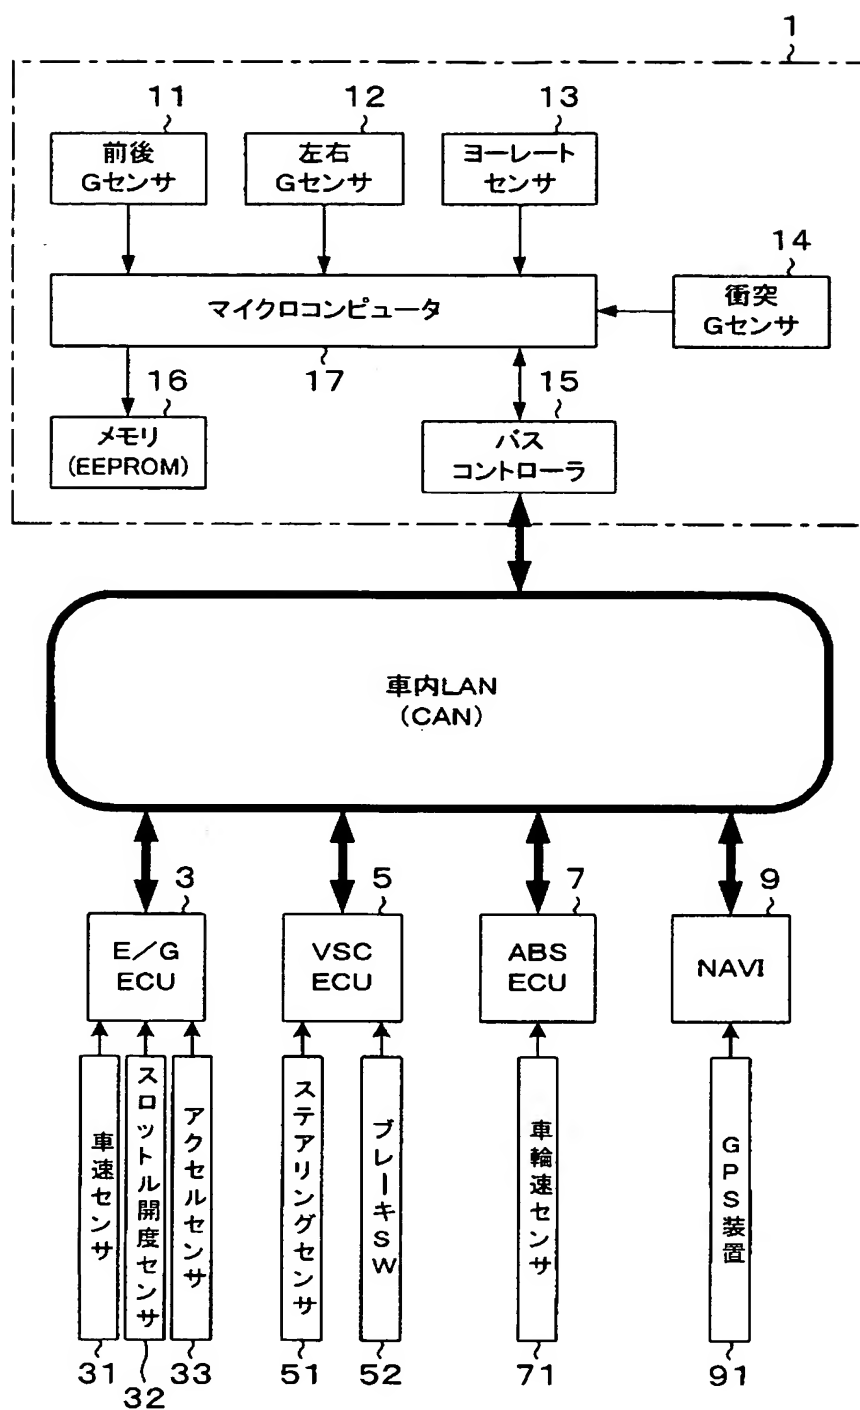 1
11
12
13
前後
Gセンサ
左右
Gセンサ
ヨーレート
センサ
14
衝突
Gセンサ
マイクロコンピュータ
16
17
15
メモリ
(EEPROM)
バス
コントローラ
車内LAN
(CAN)
3
5
7
9
E/G
ECU
VSC
ECU
ABS
ECU
NAVI
車速センサ
スロットル開度センサ
アクセルセンサ
ステアリングセンサ
ブレーキSW
車輪速センサ
GPS装置
31
32
33
51
52
71
91